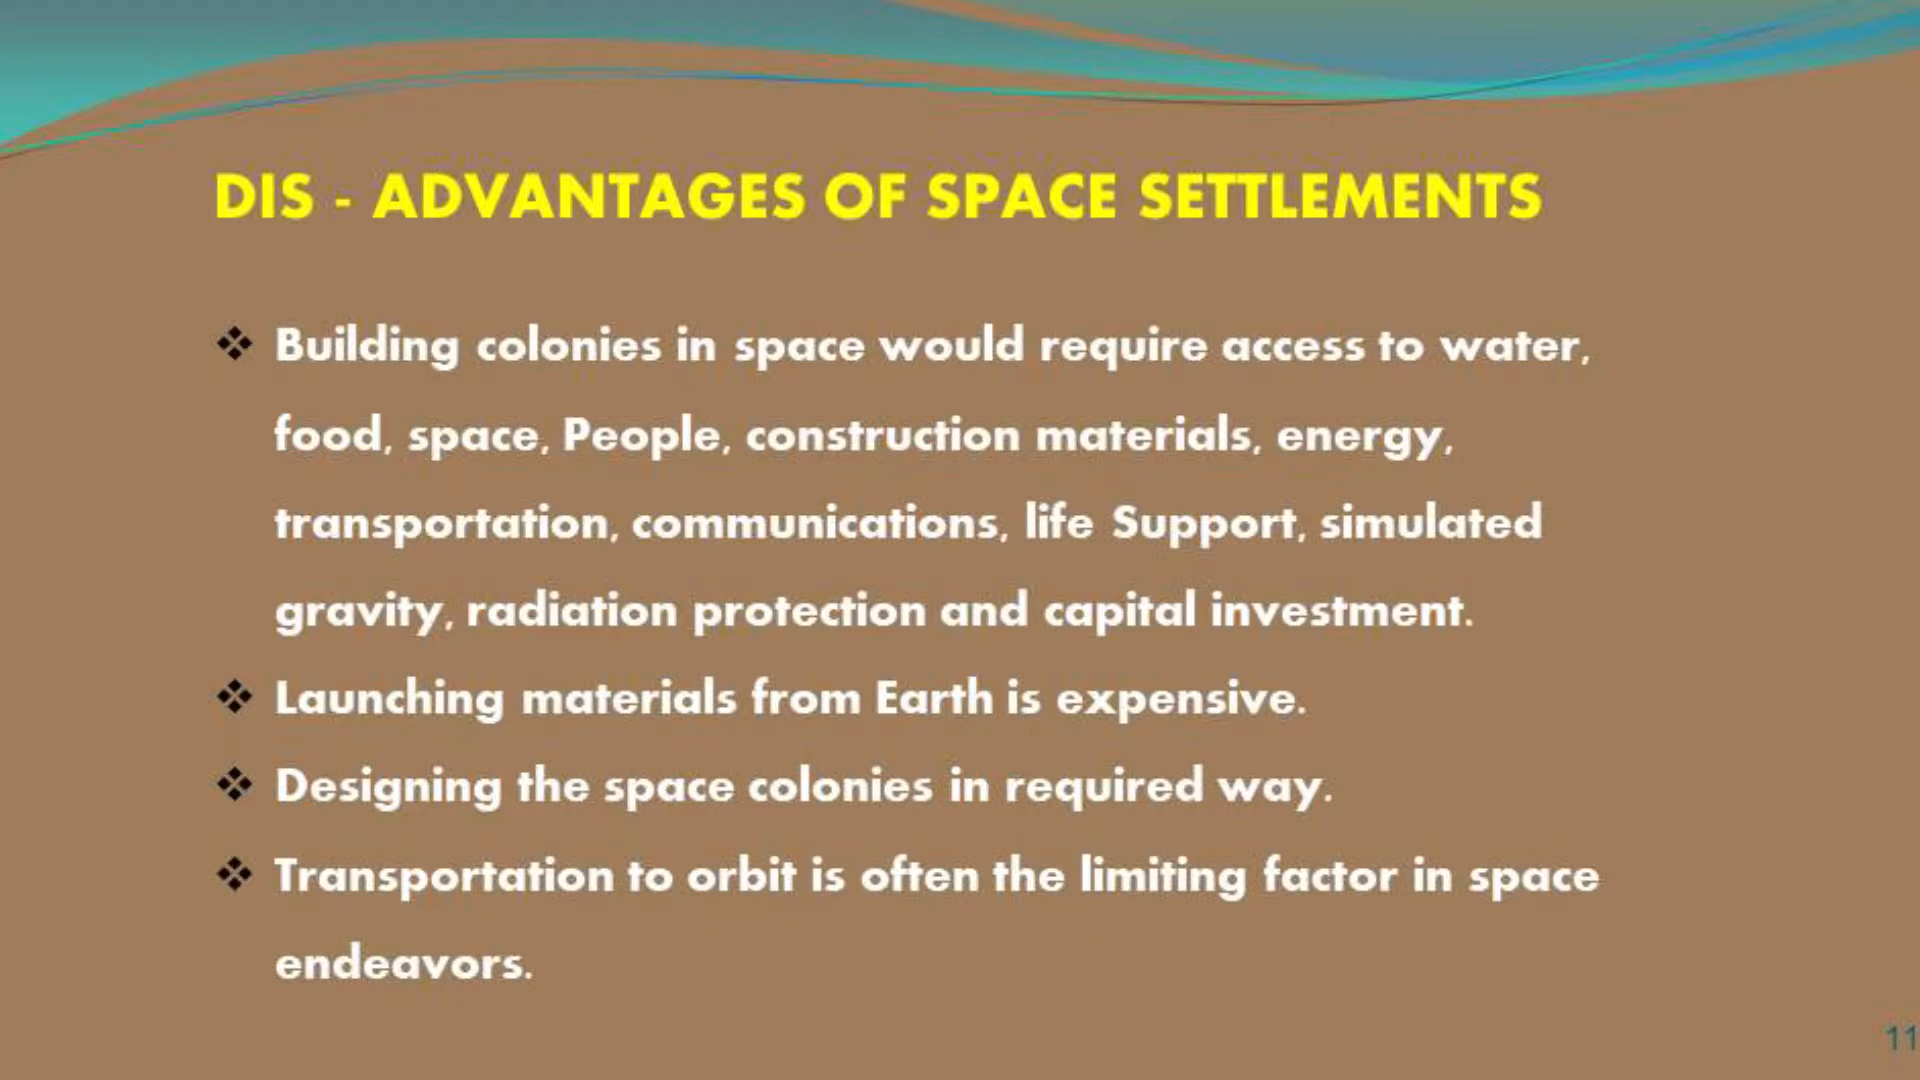 DIS - ADVANTAGES OF SPACE SETTLEMENTS
❖ Building colonies in space would require access to water,
food, space, People, construction materials, energy,
transportation, communications, life Support, simulated
gravity, radiation protection and capital investment.
❖ Launching materials from Earth is expensive.
❖ Designing the space colonies in required way.
❖ Transportation to orbit is often the limiting factor in space
endeavors.
11